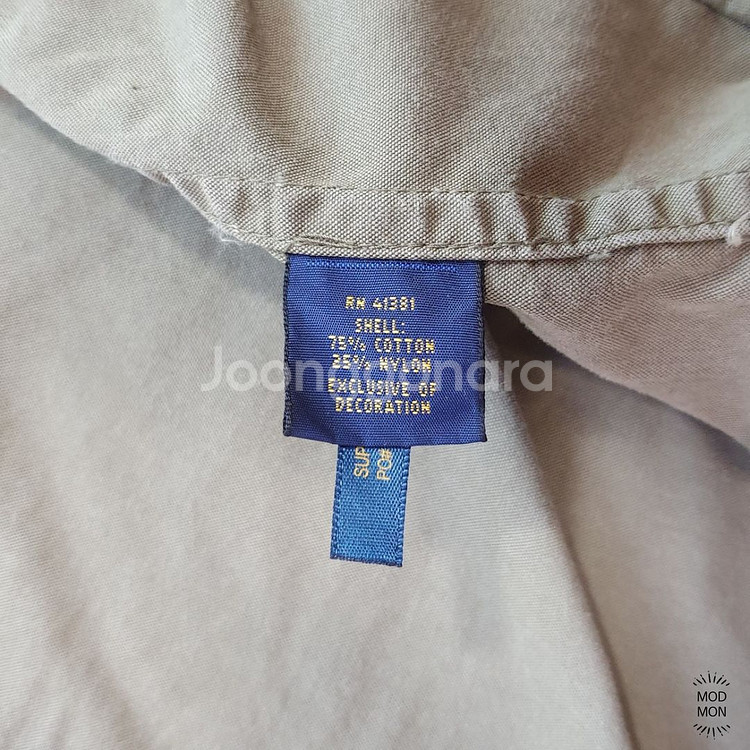 RN 41381
SHELL:
75% COTTON
25% NYLON
EXCLUSIVE OF
DECORATION
SUP
PO#
Joonggonara
MOD
MON